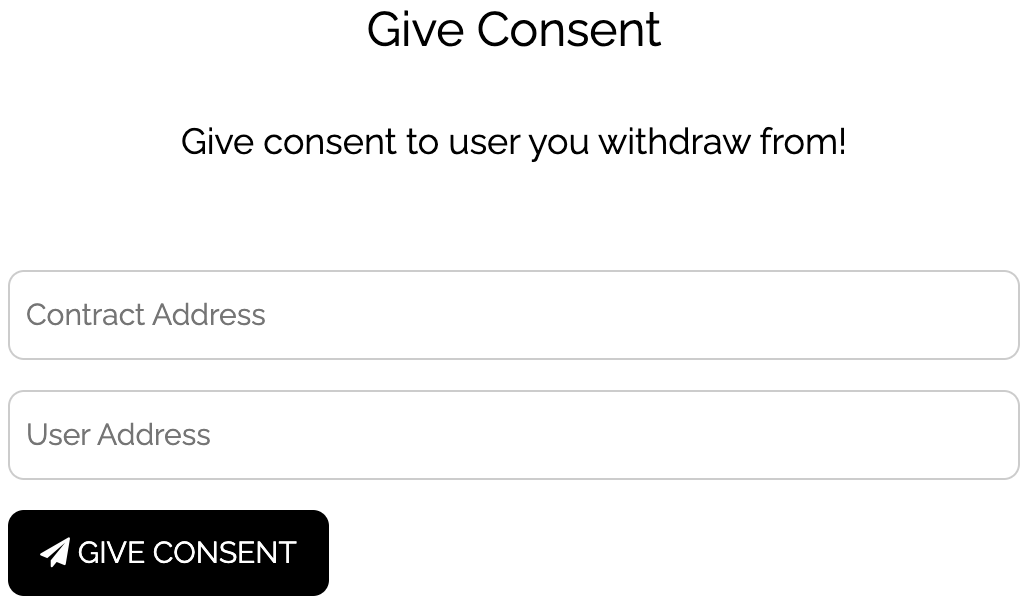 Give Consent
Give consent to user you withdraw from!
Contract Address
User Address
GIVE CONSENT